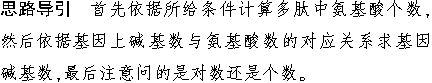 思路导引　首先依据所给条件计算多肽中氨基酸个数,
然后依据基因上碱基数与氨基酸数的对应关系求基因
碱基数,最后注意问的是对数还是个数。